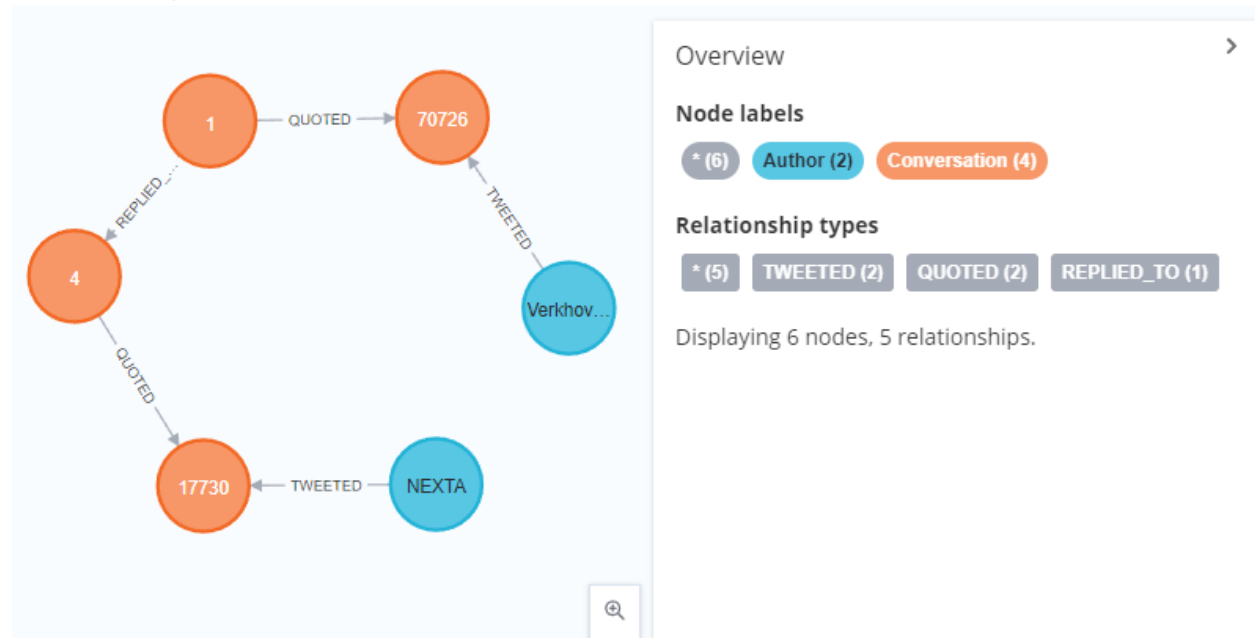 1
QUOTED
70726
REPLIED_...
TWEETED
4
Verkhov...
QUOTED
17730
TWEETED
NEXTA
Overview
Node labels
* (6) Author (2) Conversation (4)
Relationship types
* (5) TWEETED (2) QUOTED (2) REPLIED_TO (1)
Displaying 6 nodes, 5 relationships.